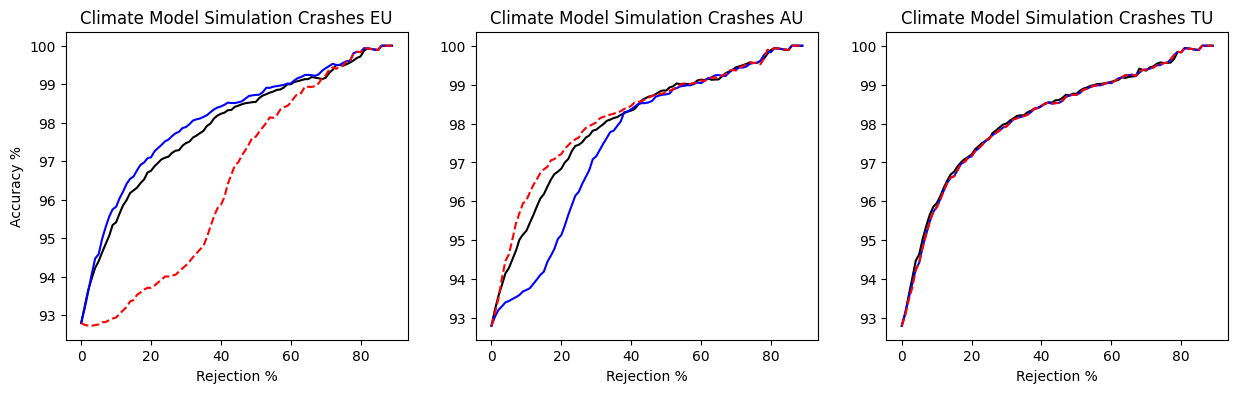 Climate Model Simulation Crashes EU
Accuracy %
100
99
98
97
96
95
94
93
0 20 40 60 80
Rejection %
Climate Model Simulation Crashes AU
100
99
98
97
96
95
94
93
0 20 40 60 80
Rejection %
Climate Model Simulation Crashes TU
100
99
98
97
96
95
94
93
0 20 40 60 80
Rejection %